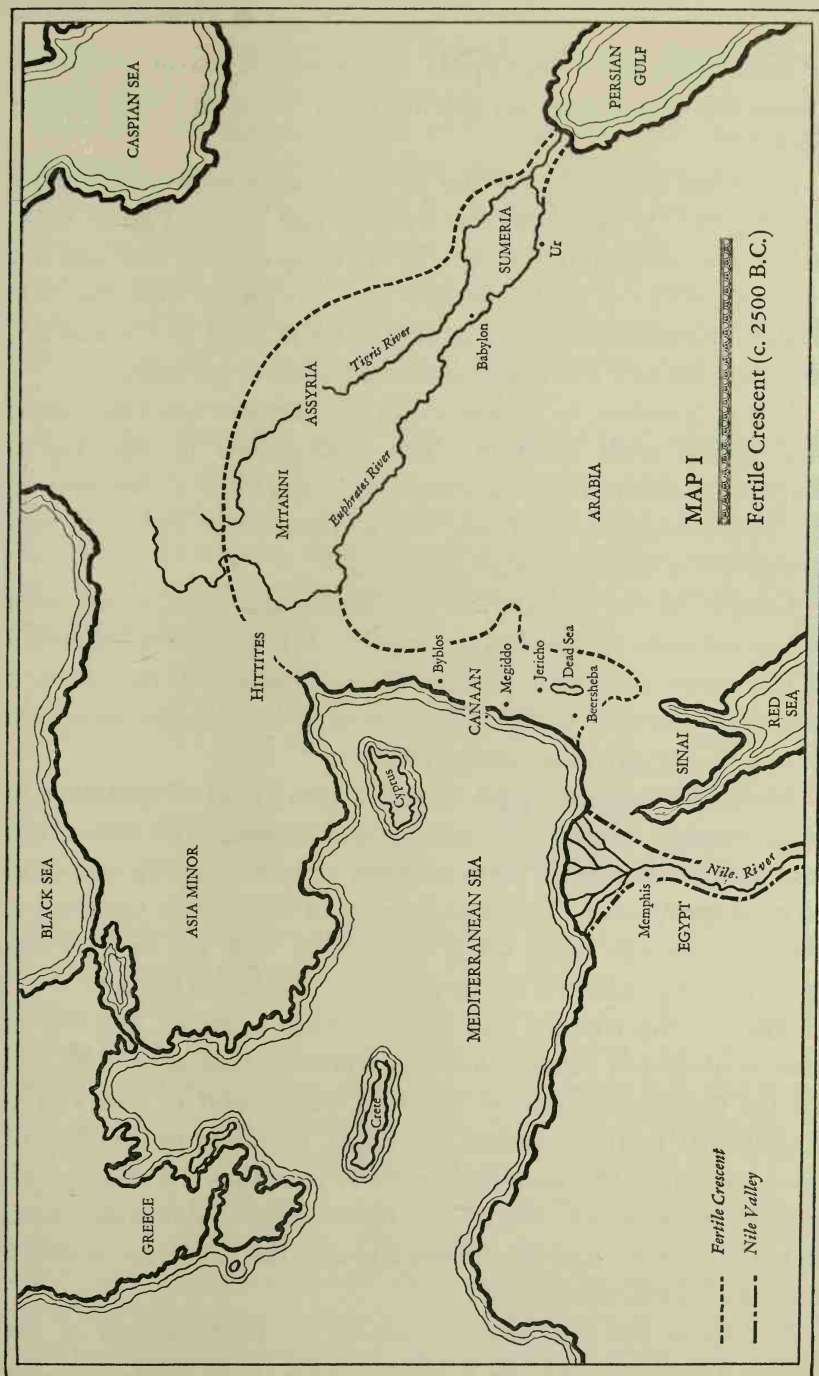 BLACK SEA
CASPIAN SEA
GREECE
ASIA MINOR
HITTITES
MITANNI
ASSYRIA
Tigris River
Euphrates River
SUMERIA
Babylon
Ur
PERSIAN
GULF
Crete
Cyprus
MEDITERRANEAN SEA
Byblos
CANAAN
Megiddo
Jericho
Dead Sea
Beersheba
ARABIA
SINAI
RED
SEA
Nile. River
Memphis
EGYPT
Fertile Crescent
Nile Valley
MAP I
Fertile Crescent (c. 2500 B.C.)